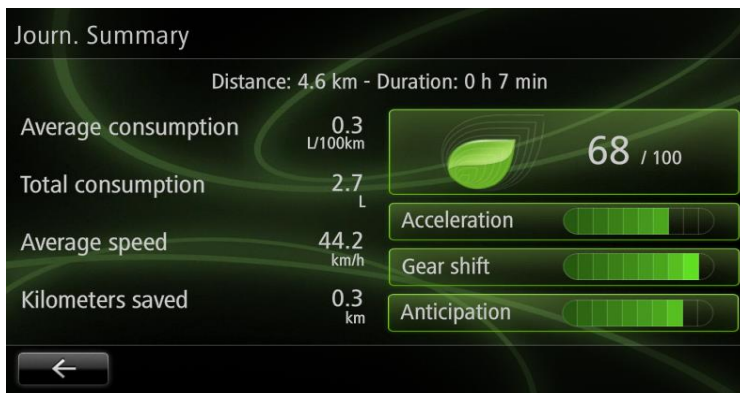 Journ. Summary
Distance: 4.6 km - Duration: 0 h 7 min
Average consumption 0.3
L/100km
Total consumption 2.7
L
Average speed 44.2
km/h
Kilometers saved 0.3
km
68 / 100
Acceleration
Gear shift
Anticipation